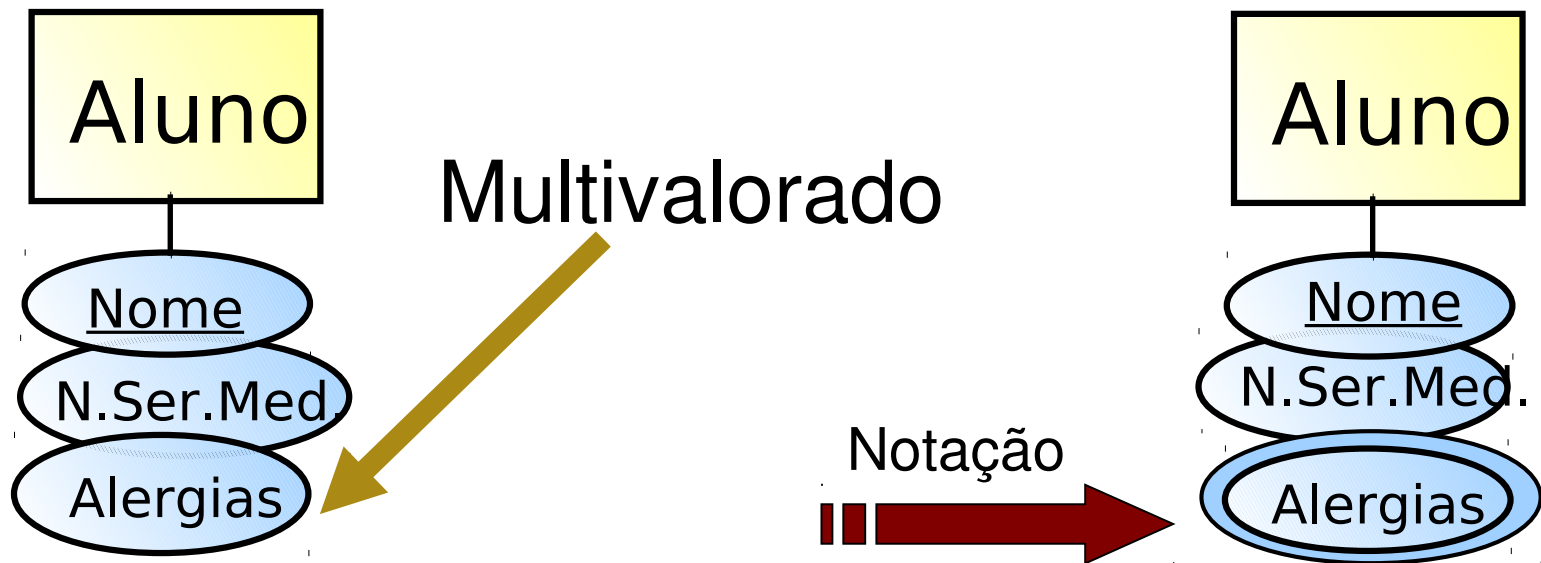 Aluno
Nome
N.Ser.Med.
Alergias
Multivalorado
Notação
Aluno
Nome
N.Ser.Med.
Alergias